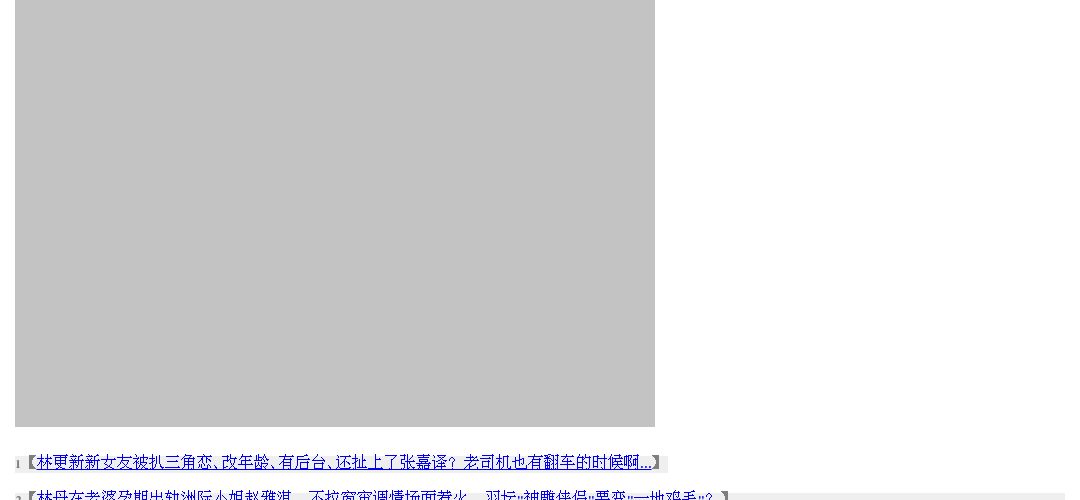 1【林更新新女友被扒三角恋、改年龄、有后台、还扯上了张嘉译？老司机也有翻车的时候啊...】
2【林丹在老婆孕期出轨洲际小姐赵雅淇，不拉窗帘调情场面惹火，羽坛"神雕侠侣"要变"一地鸡毛"？】